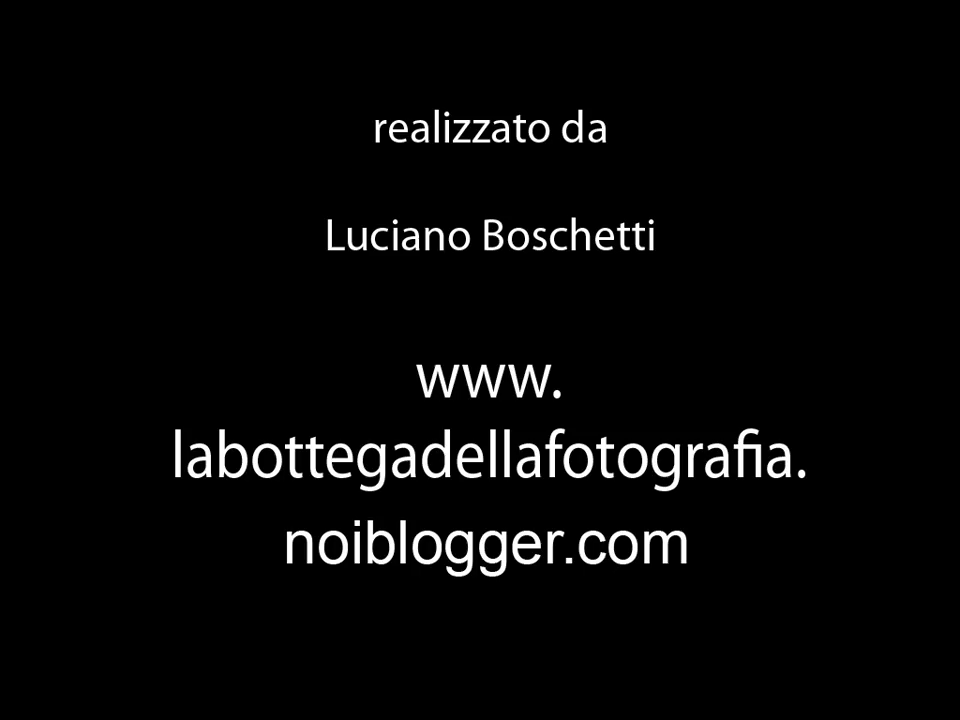 realizzato da
Luciano Boschetti
www.
labottegadellafotografia.
noiblogger.com